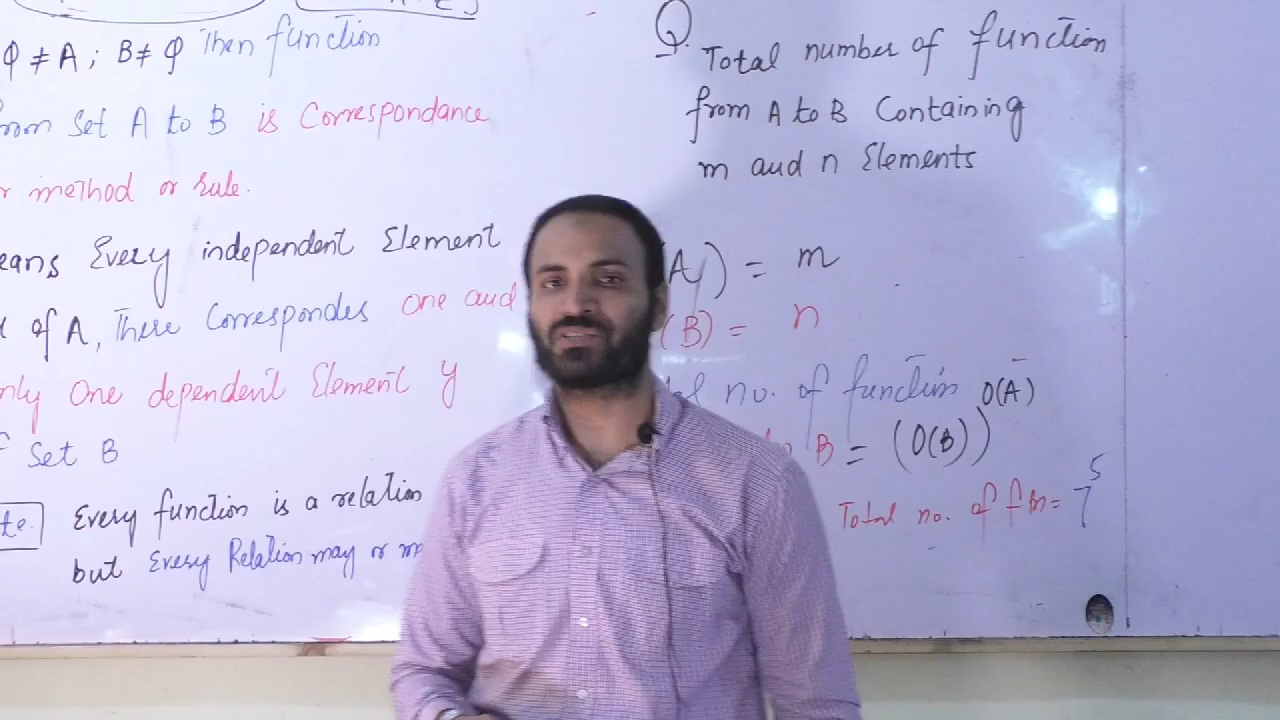 φ ≠ A ; B ≠ φ Then function
from Set A to B is Correspondance
method or rule.
Every independent Element
of A, There Correspondes one and
only One dependent Element y
Set B
Every function is a relation
but Every Relation may or
Q. Total number of function
from A to B Containing
m and n Elements
(A) = m
(B) = n
no. of function
B = (O(B))^O(A)
Total no. of fn = 7^5